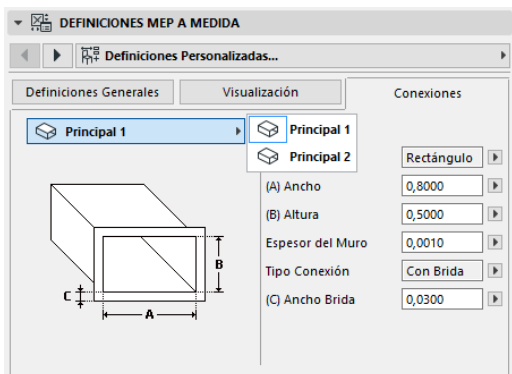 DEFINICIONES MEP A MEDIDA
Definiciones Personalizadas...
Definiciones Generales
Visualización
Conexiones
Principal 1
Principal 1
Principal 2
Rectángulo
(A) Ancho
0,8000
(B) Altura
0,5000
Espesor del Muro
0,0010
Tipo Conexión
Con Brida
(C) Ancho Brida
0,0300
B
C
A